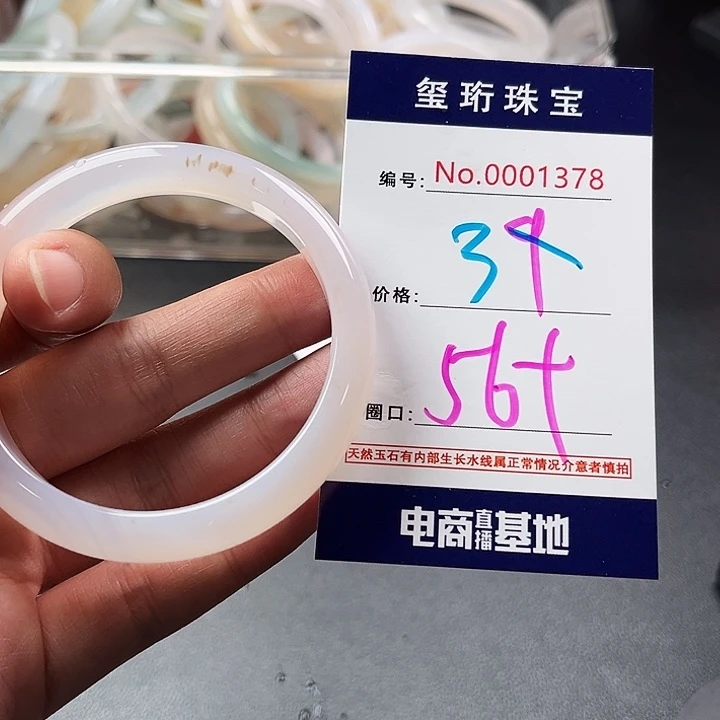 玺珩珠宝
编号: No.0001378
价格: 39
圈口: 56+
天然玉石有内部生长水线属正常情况介意者慎拍
电商直播基地